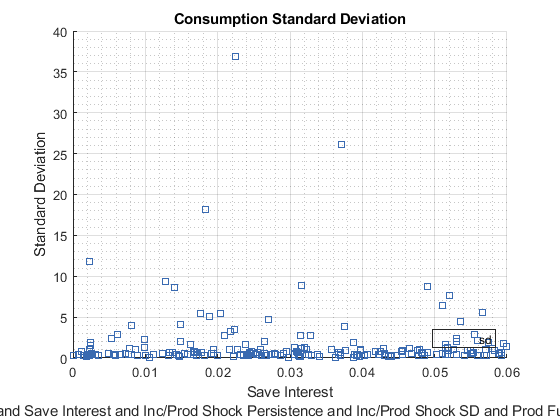 Consumption Standard Deviation
40
35
30
25
20
15
10
5
0
Standard Deviation
sd
0 0.01 0.02 0.03 0.04 0.05 0.06
Save Interest
and Save Interest and Inc/Prod Shock Persistence and Inc/Prod Shock SD and Prod Fu